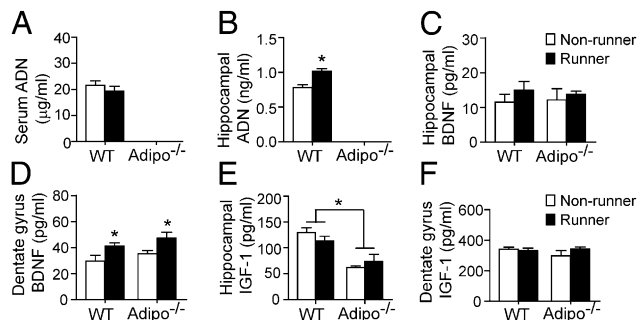 A
Serum ADN
(μg/ml)
40
30
20
10
0
WT
Adipo-/-
B
Hippocampal
ADN (ng/ml)
1.5
1.0
0.5
0.0
*
WT
Adipo-/-
C
Hippocampal
BDNF (pg/ml)
30
20
10
0
Non-runner
Runner
WT
Adipo-/-
D
Dentate gyrus
BDNF (pg/ml)
80
60
40
20
0
*
*
WT
Adipo-/-
E
Hippocampal
IGF-1 (pg/ml)
200
150
100
50
0
*
WT
Adipo-/-
F
Dentate gyrus
IGF-1 (pg/ml)
600
400
200
0
Non-runner
Runner
WT
Adipo-/-